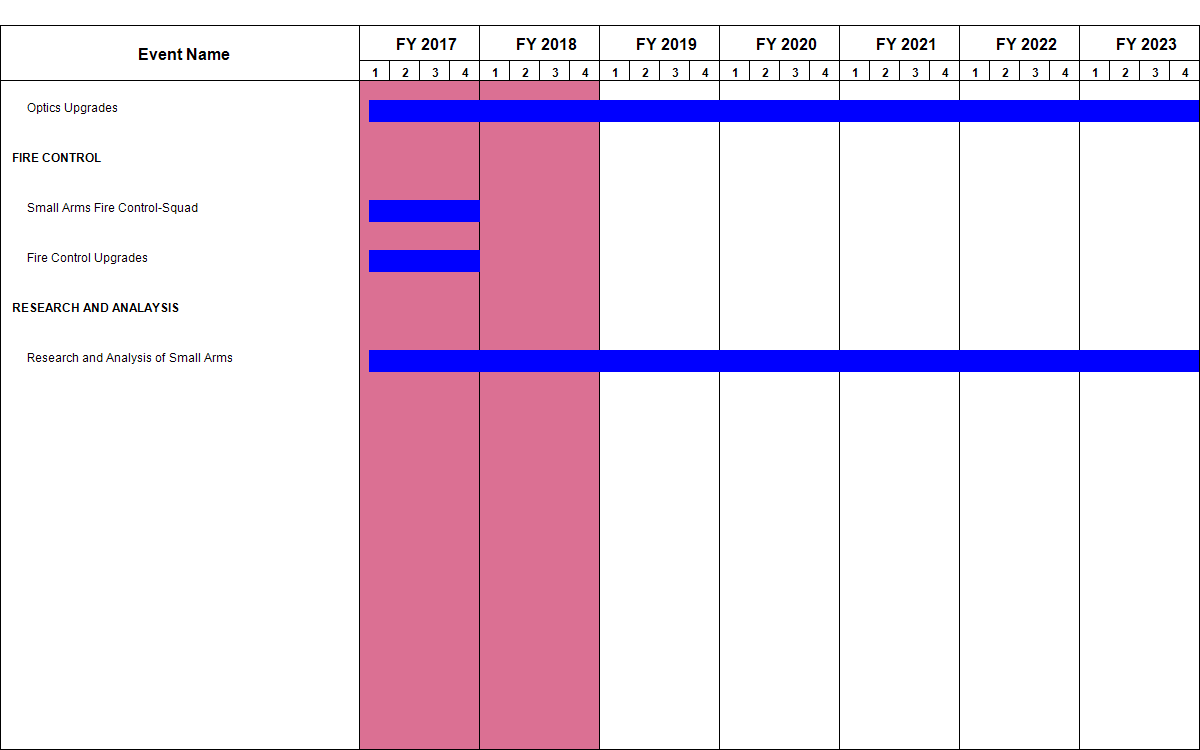 Event Name
FY 2017 FY 2018 FY 2019 FY 2020 FY 2021 FY 2022 FY 2023
1 2 3 4 1 2 3 4 1 2 3 4 1 2 3 4 1 2 3 4 1 2 3 4 1 2 3 4
Optics Upgrades
FIRE CONTROL
Small Arms Fire Control-Squad
Fire Control Upgrades
RESEARCH AND ANALAYSIS
Research and Analysis of Small Arms